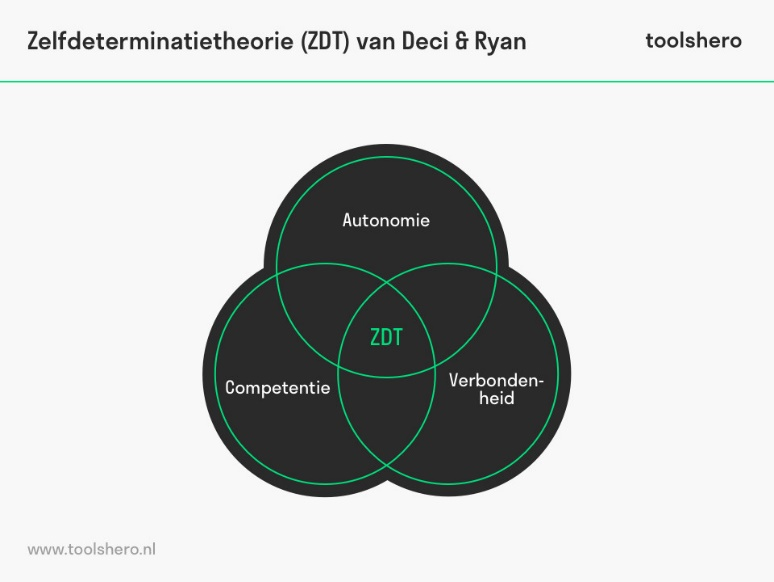 Zelfdeterminatietheorie (ZDT) van Deci & Ryan
toolshero
Autonomie
ZDT
Competentie
Verbonden-
heid
www.toolshero.nl